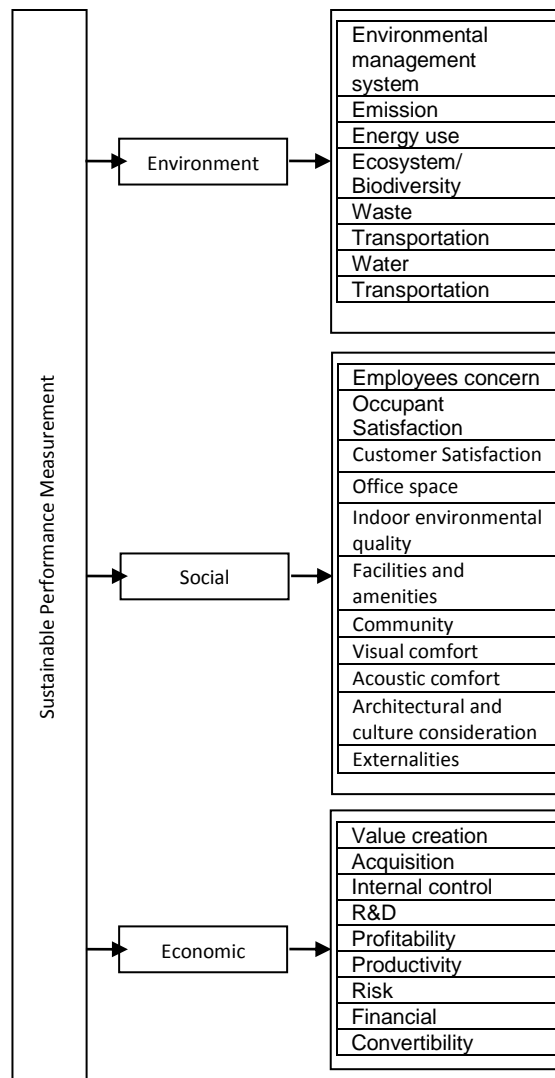 Sustainable Performance Measurement
Environment
Environmental
management
system
Emission
Energy use
Ecosystem/
Biodiversity
Waste
Transportation
Water
Transportation
Social
Employees concern
Occupant
Satisfaction
Customer Satisfaction
Office space
Indoor environmental
quality
Facilities and
amenities
Community
Visual comfort
Acoustic comfort
Architectural and
culture consideration
Externalities
Economic
Value creation
Acquisition
Internal control
R&D
Profitability
Productivity
Risk
Financial
Convertibility